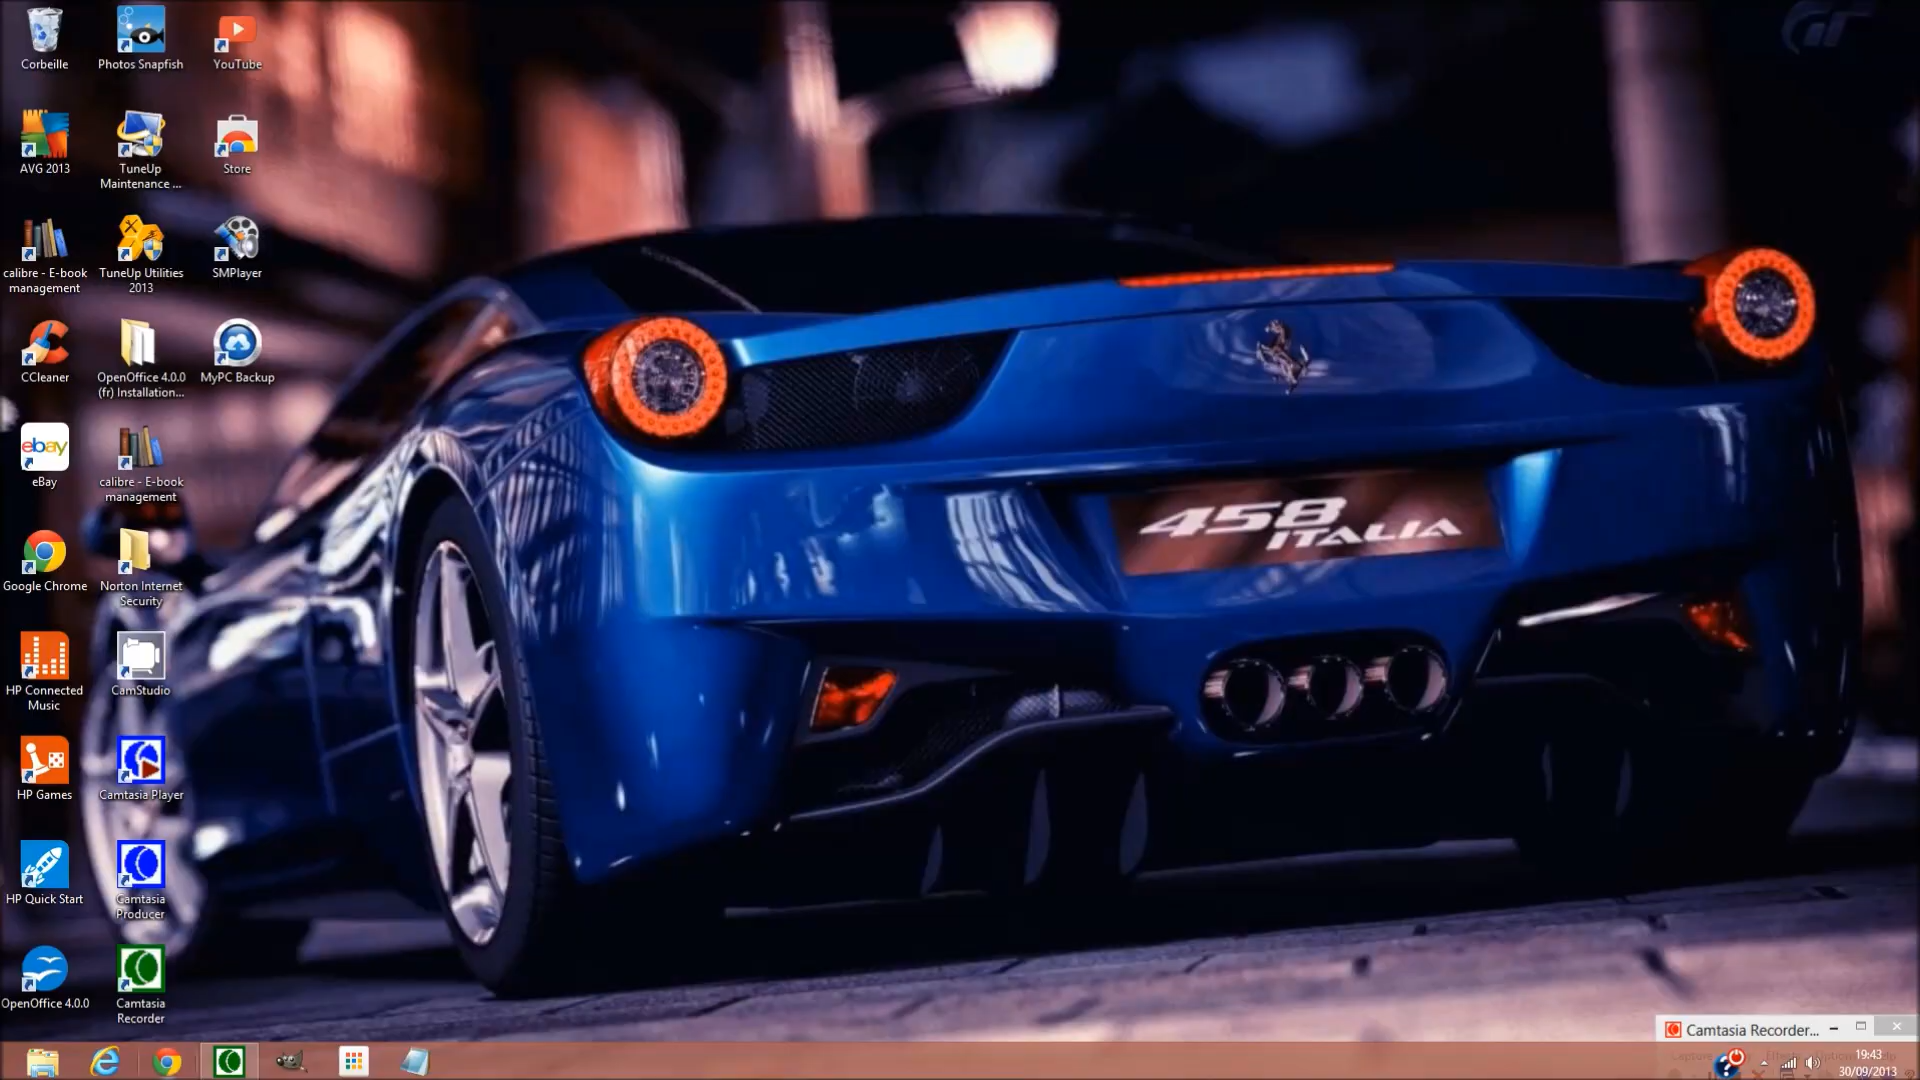 Corbeille
Photos Snapfish
YouTube
AVG 2013
TuneUp
Maintenance ...
Store
calibre - E-book
management
TuneUp Utilities
2013
SMPlayer
CCleaner
OpenOffice 4.0.0
(fr) Installation...
MyPC Backup
ebay
eBay
calibre - E-book
management
Google Chrome
Norton Internet
Security
HP Connected
Music
CamStudio
HP Games
Camtasia Player
HP Quick Start
Camtasia
Producer
OpenOffice 4.0.0
Camtasia
Recorder
GT
458
ITALIA
Camtasia Recorder...
19:43
30/09/2013